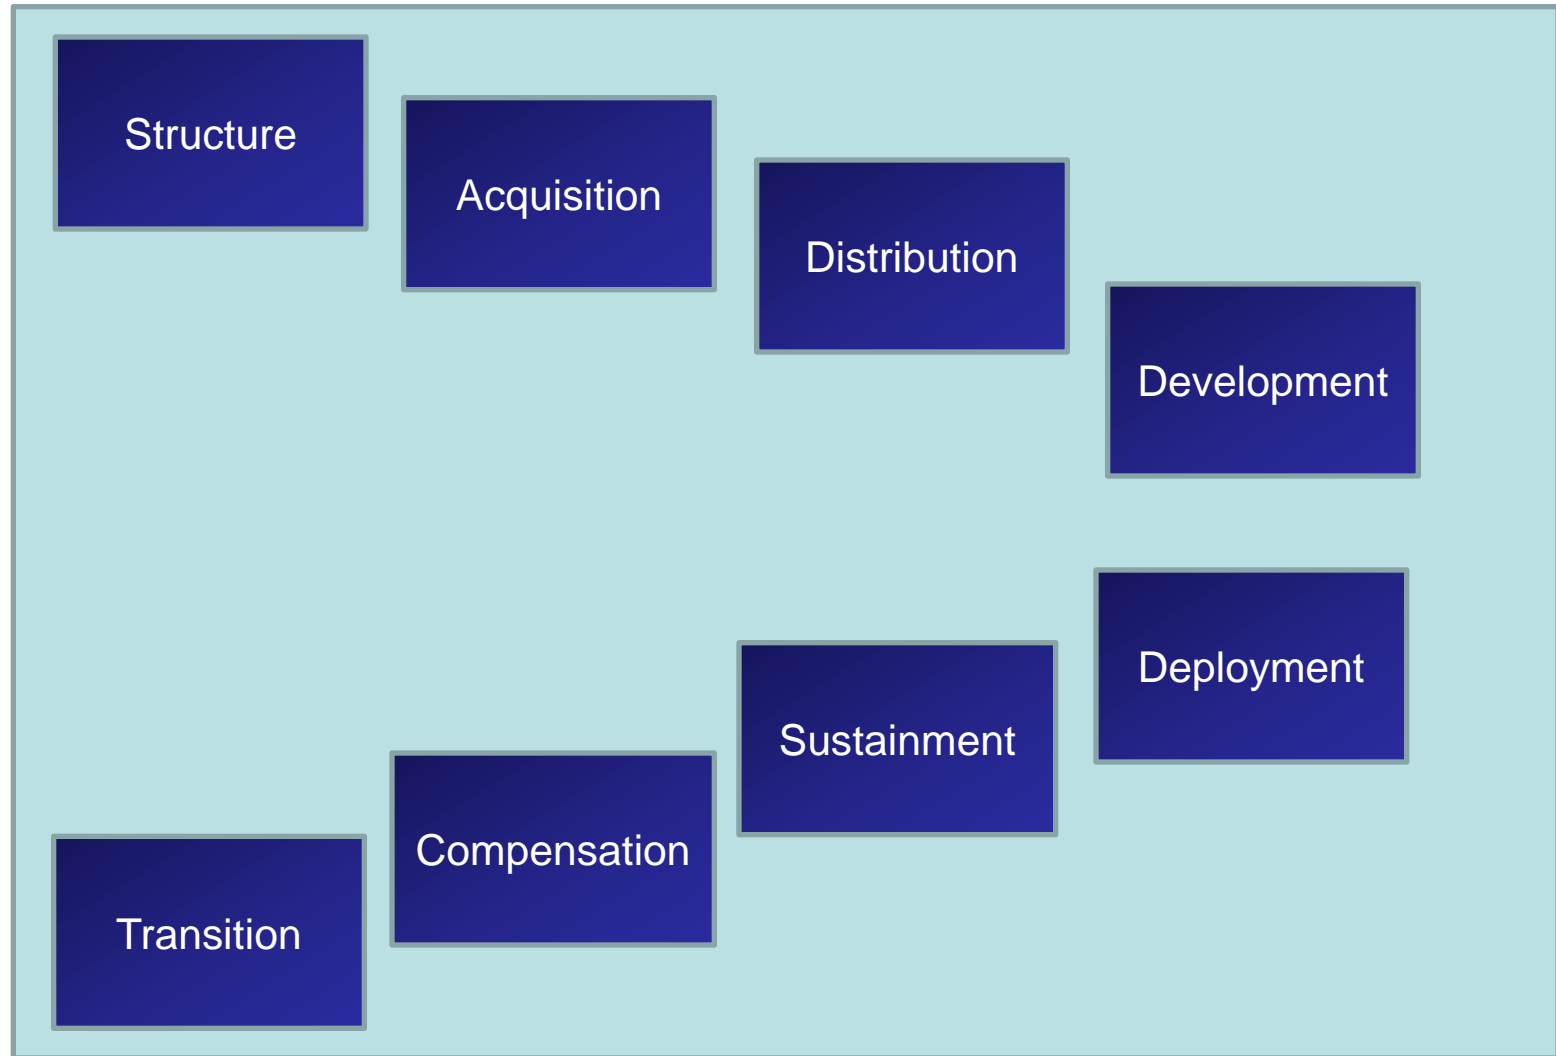 Structure
Acquisition
Distribution
Development
Deployment
Sustainment
Compensation
Transition